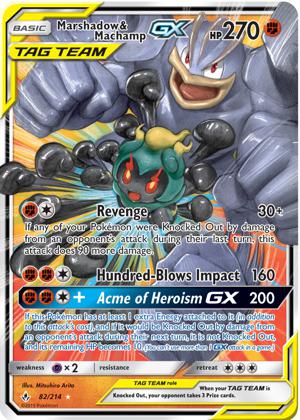 BASIC
Marshadow &
Machamp GX HP 270
TAG TEAM
Revenge 30+
If any of your Pokémon were Knocked Out by damage
from an opponent's attack during their last turn, this
attack does 90 more damage.
Hundred-Blows Impact 160
+ Acme of Heroism GX 200
If this Pokémon has at least 1 extra Energy attached to it (in addition
to this attack's cost), and if it would be Knocked Out by damage from
an opponent's attack during their next turn, it is not Knocked Out,
and its remaining HP becomes 10. (You can't use more than 1 GX attack in a game.)
weakness ×2 resistance retreat
Illus. Mitsuhiro Arita
82/214
©2019 Pokémon
TAG TEAM rule
When your TAG TEAM is
Knocked Out, your opponent takes 3 Prize cards.